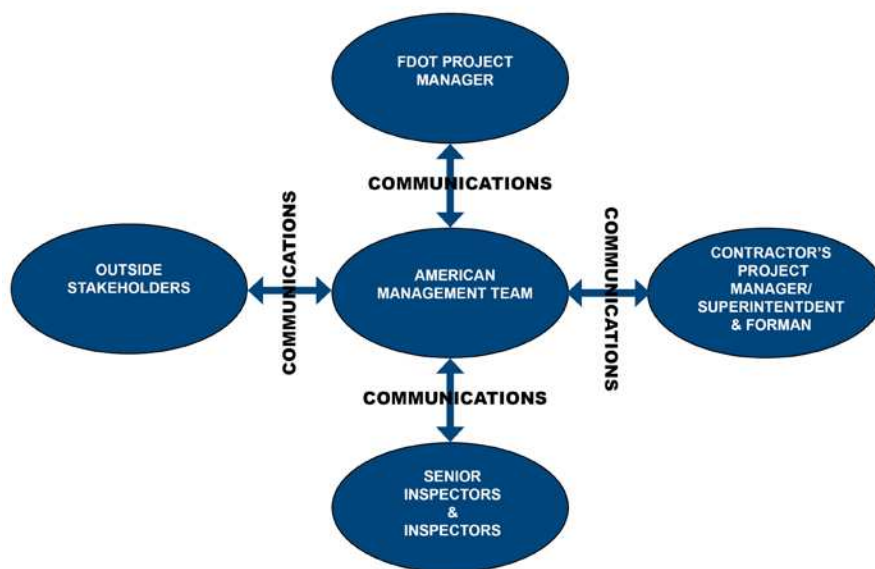 FDOT PROJECT
MANAGER
COMMUNICATIONS
OUTSIDE
STAKEHOLDERS
COMMUNICATIONS
AMERICAN
MANAGEMENT TEAM
COMMUNICATIONS
CONTRACTOR'S
PROJECT
MANAGER/
SUPERINTENTDENT
& FORMAN
COMMUNICATIONS
SENIOR
INSPECTORS
&
INSPECTORS